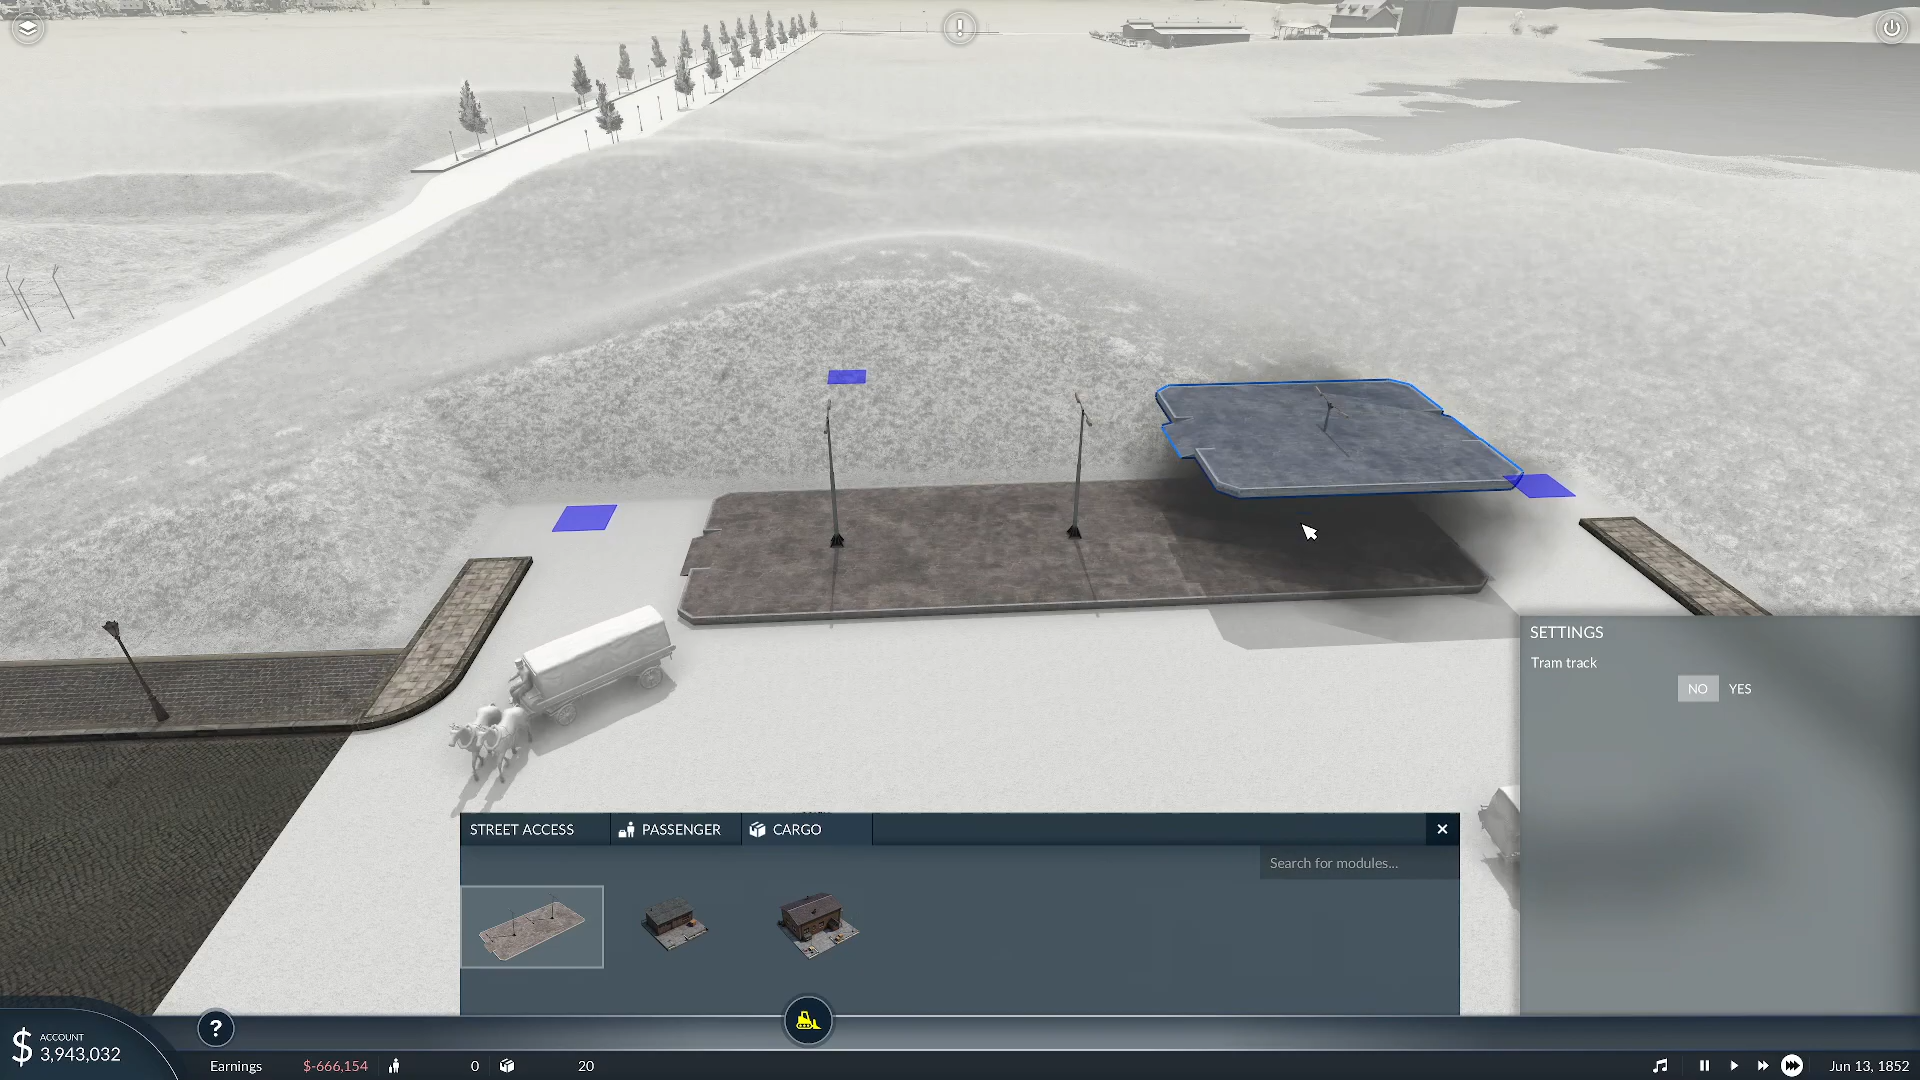 SETTINGS
Tram track
NO YES
STREET ACCESS PASSENGER CARGO
Search for modules...
$ ACCOUNT
3,943,032
?
Earnings $-666,154 0 20 Jun 13, 1852